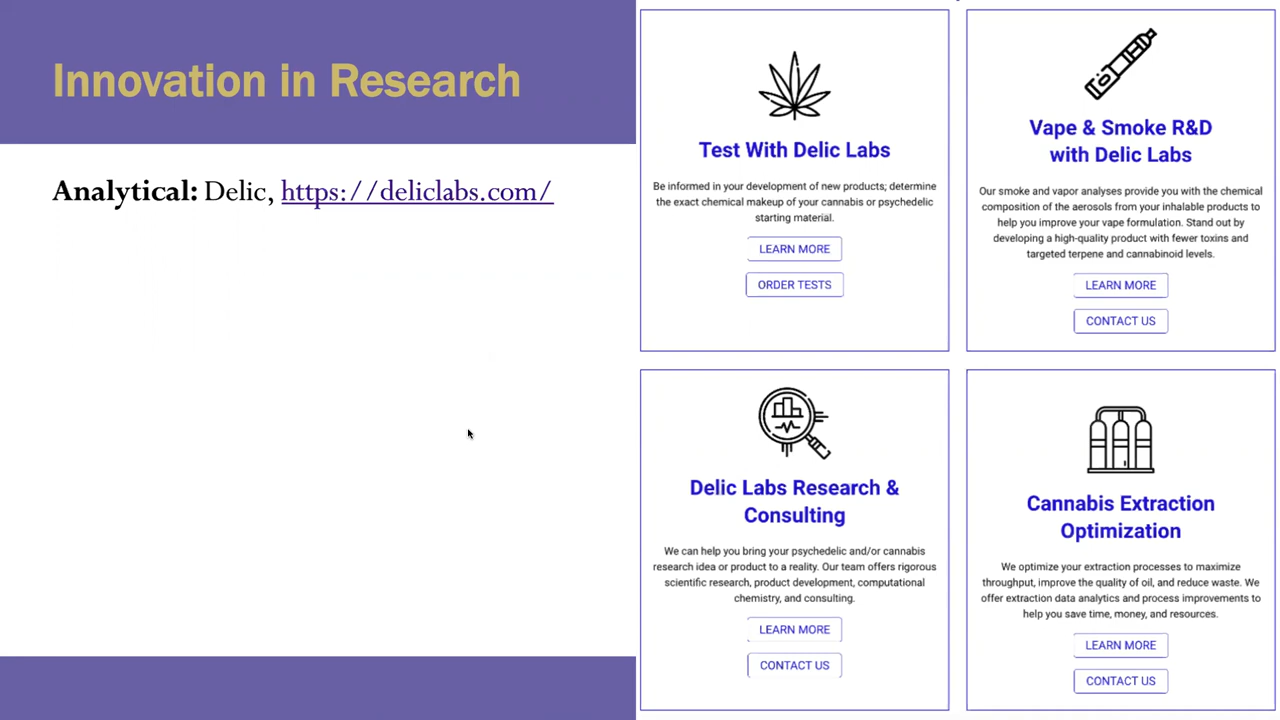 Innovation in Research
Analytical: Delic, https://deliclabs.com/
Test With Delic Labs
Be informed in your development of new products; determine
the exact chemical makeup of your cannabis or psychedelic
starting material.
LEARN MORE
ORDER TESTS
Vape & Smoke R&D
with Delic Labs
Our smoke and vapor analyses provide you with the chemical
composition of the aerosols from your inhalable products to
help you improve your vape formulation. Stand out by
developing a high-quality product with fewer toxins and
targeted terpene and cannabinoid levels.
LEARN MORE
CONTACT US
Delic Labs Research &
Consulting
We can help you bring your psychedelic and/or cannabis
research idea or product to a reality. Our team offers rigorous
scientific research, product development, computational
chemistry, and consulting.
LEARN MORE
CONTACT US
Cannabis Extraction
Optimization
We optimize your extraction processes to maximize
throughput, improve the quality of oil, and reduce waste. We
offer extraction data analytics and process improvements to
help you save time, money, and resources.
LEARN MORE
CONTACT US